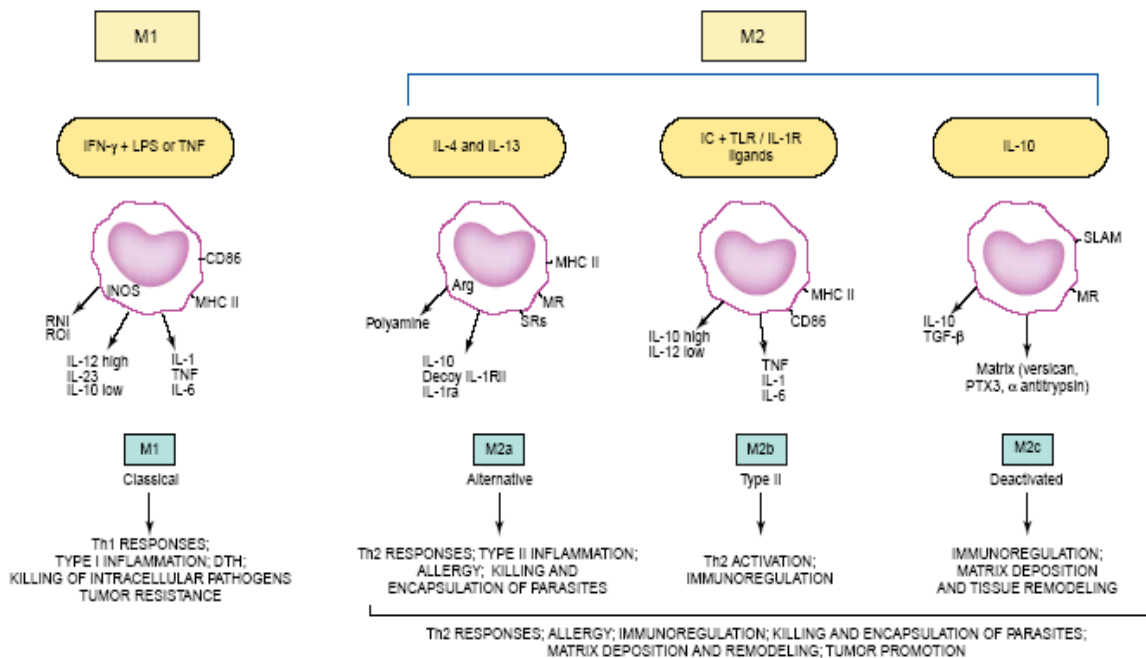 M1
M2
IFN-γ + LPS or TNF
IL-4 and IL-13
IC + TLR / IL-1R
ligands
IL-10
CD86
INOS
MHC II
RNI
ROI
IL-12 high
IL-23
IL-10 low
IL-1
TNF
IL-6
MHC II
Arg
MR
SRs
Polyamine
IL-10
Decoy IL-1RII
IL-1ra
MHC II
CD86
IL-10 high
IL-12 low
TNF
IL-1
IL-6
SLAM
MR
IL-10
TGF-β
Matrix (versican,
PTX3, α antitrypsin)
M1
Classical
M2a
Alternative
M2b
Type II
M2c
Deactivated
Th1 RESPONSES;
TYPE I INFLAMMATION; DTH;
KILLING OF INTRACELLULAR PATHOGENS
TUMOR RESISTANCE
Th2 RESPONSES; TYPE II INFLAMMATION;
ALLERGY; KILLING AND
ENCAPSULATION OF PARASITES
Th2 ACTIVATION;
IMMUNOREGULATION
IMMUNOREGULATION;
MATRIX DEPOSITION
AND TISSUE REMODELING
Th2 RESPONSES; ALLERGY; IMMUNOREGULATION; KILLING AND ENCAPSULATION OF PARASITES;
MATRIX DEPOSITION AND REMODELING; TUMOR PROMOTION